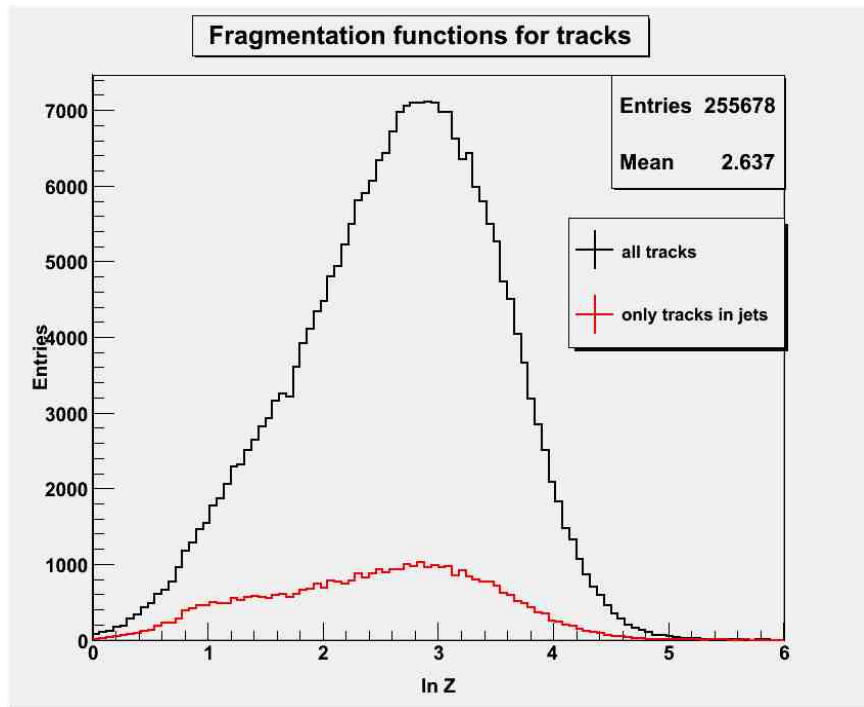 Fragmentation functions for tracks
Entries 255678
Mean 2.637
all tracks
only tracks in jets
7000
6000
5000
4000
3000
2000
1000
0
Entries
0 1 2 3 4 5 6
ln Z